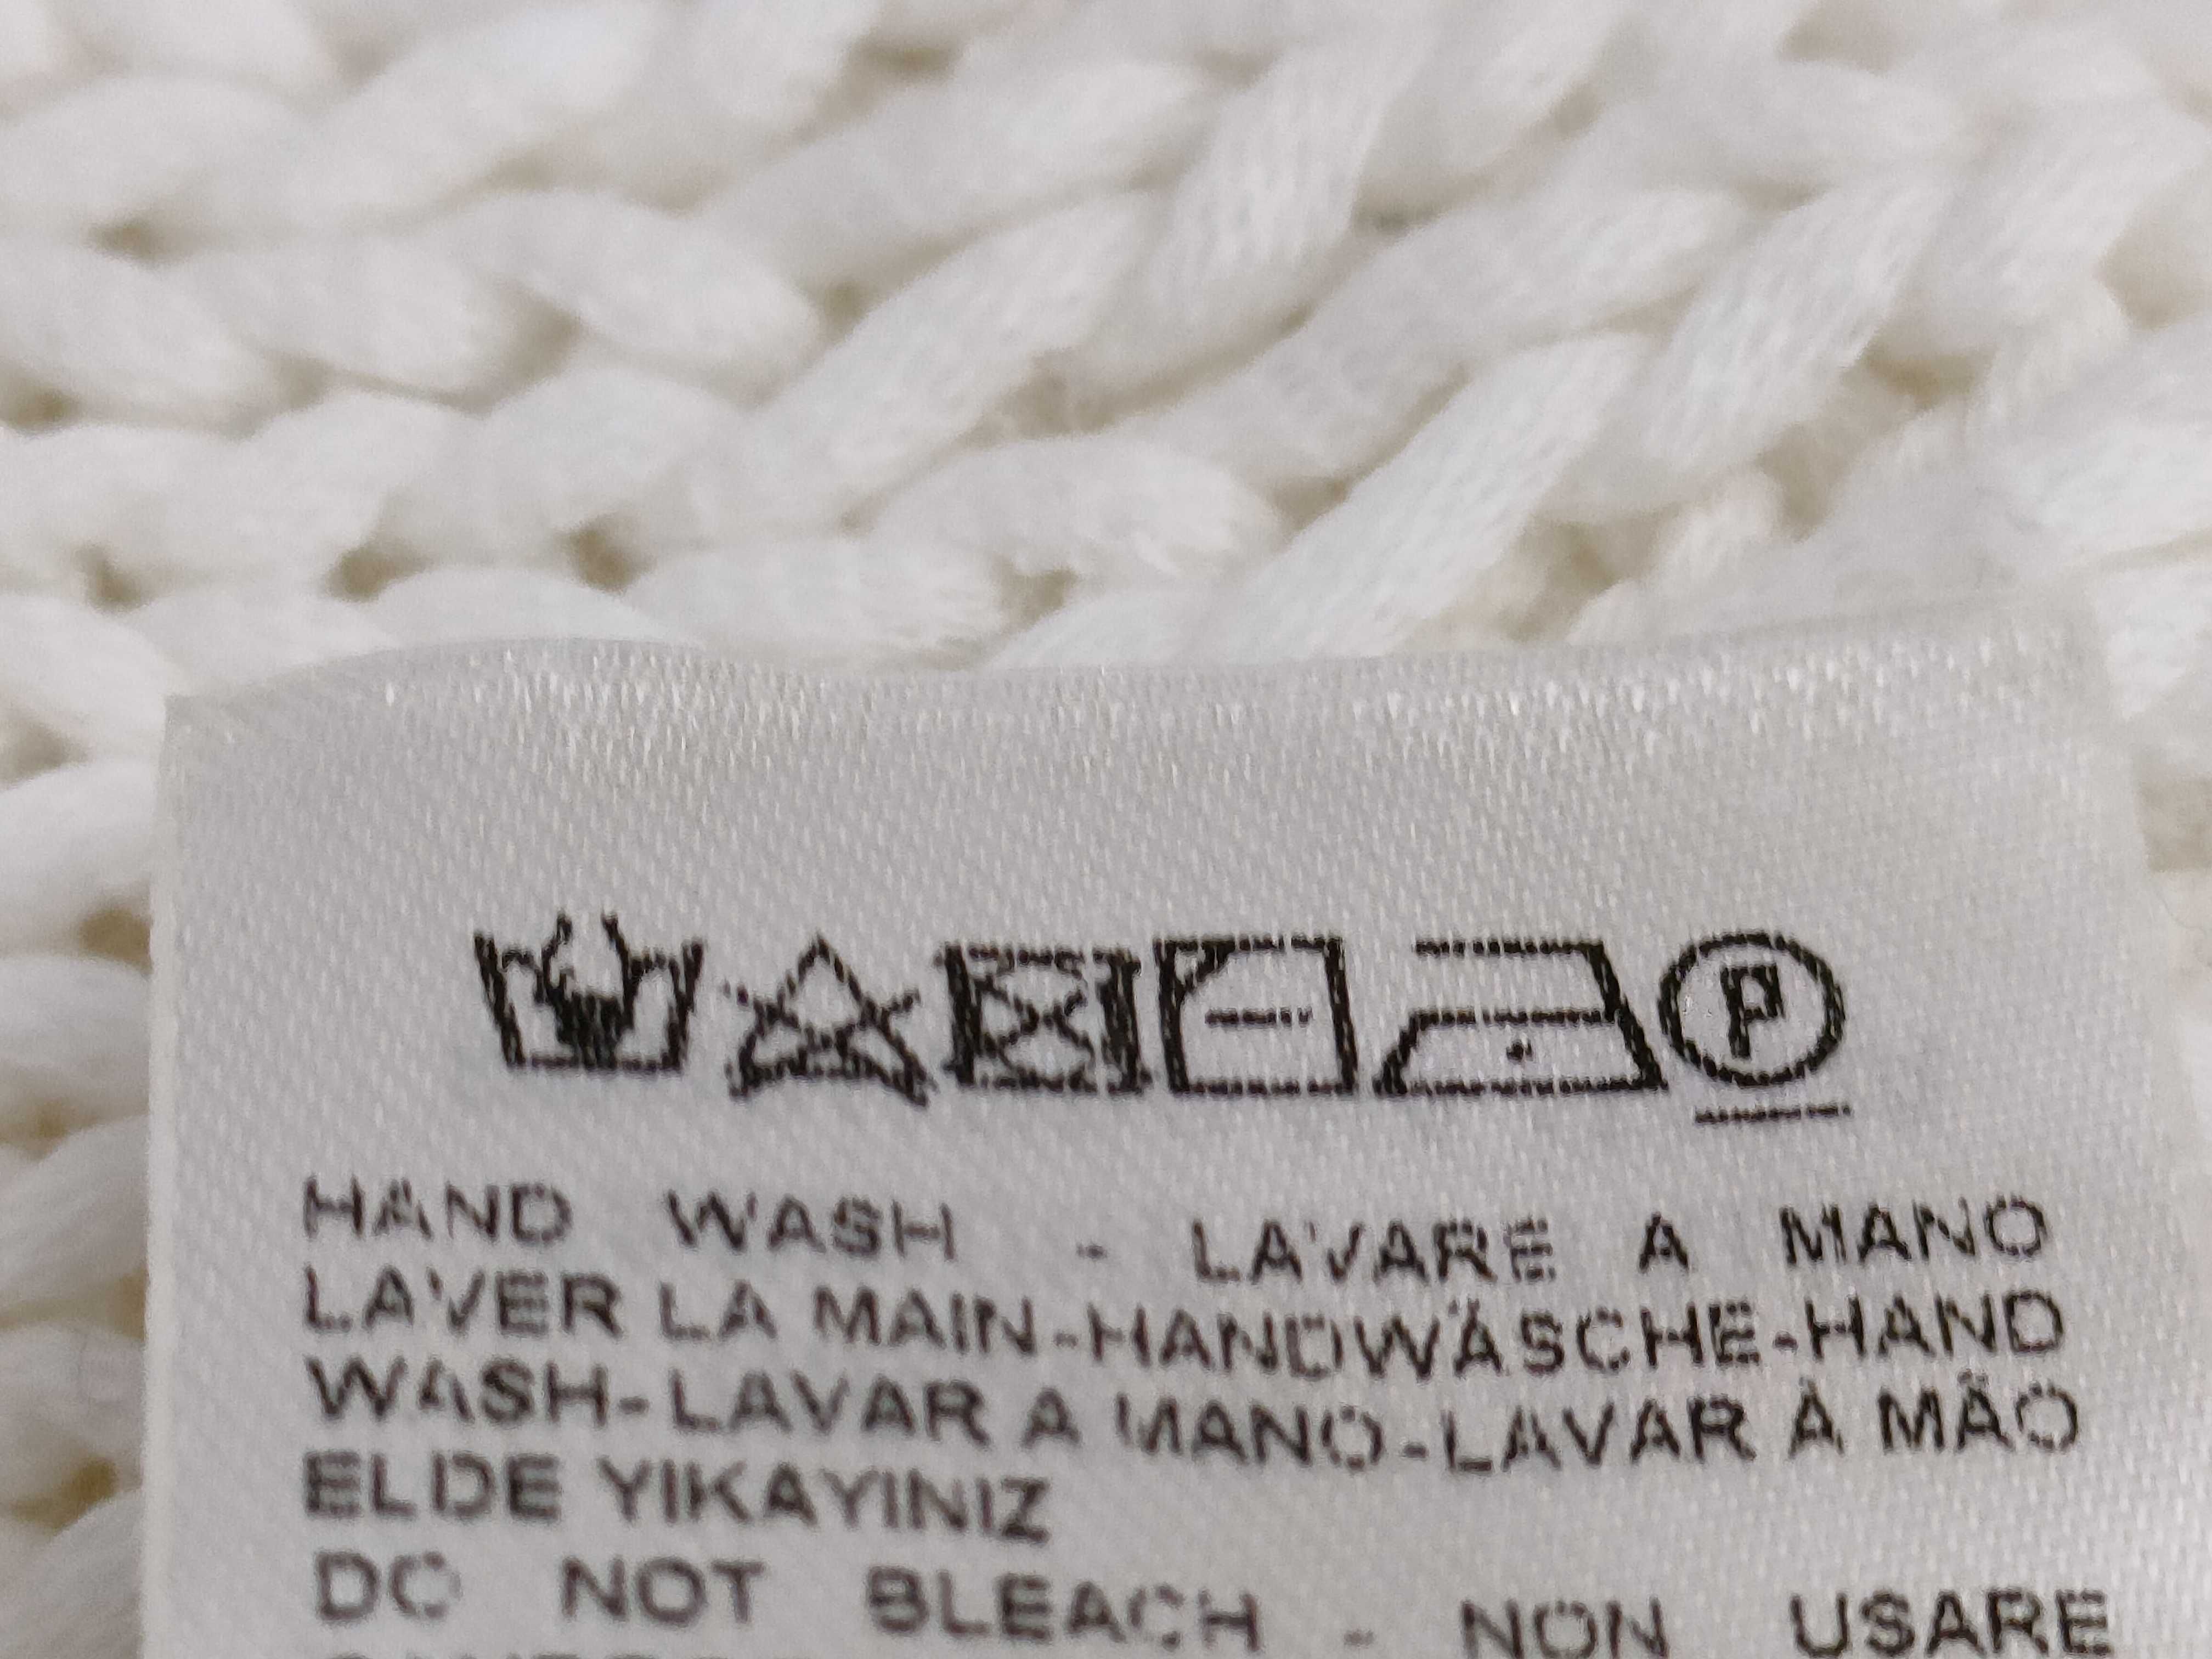 P
HAND WASH - LAVARE A MANO
LAVER LA MAIN-HANDWÄSCHE-HAND
WASH-LAVAR A MANO-LAVAR À MÃO
ELDE YIKAYINIZ
DO NOT BLEACH - NON USARE